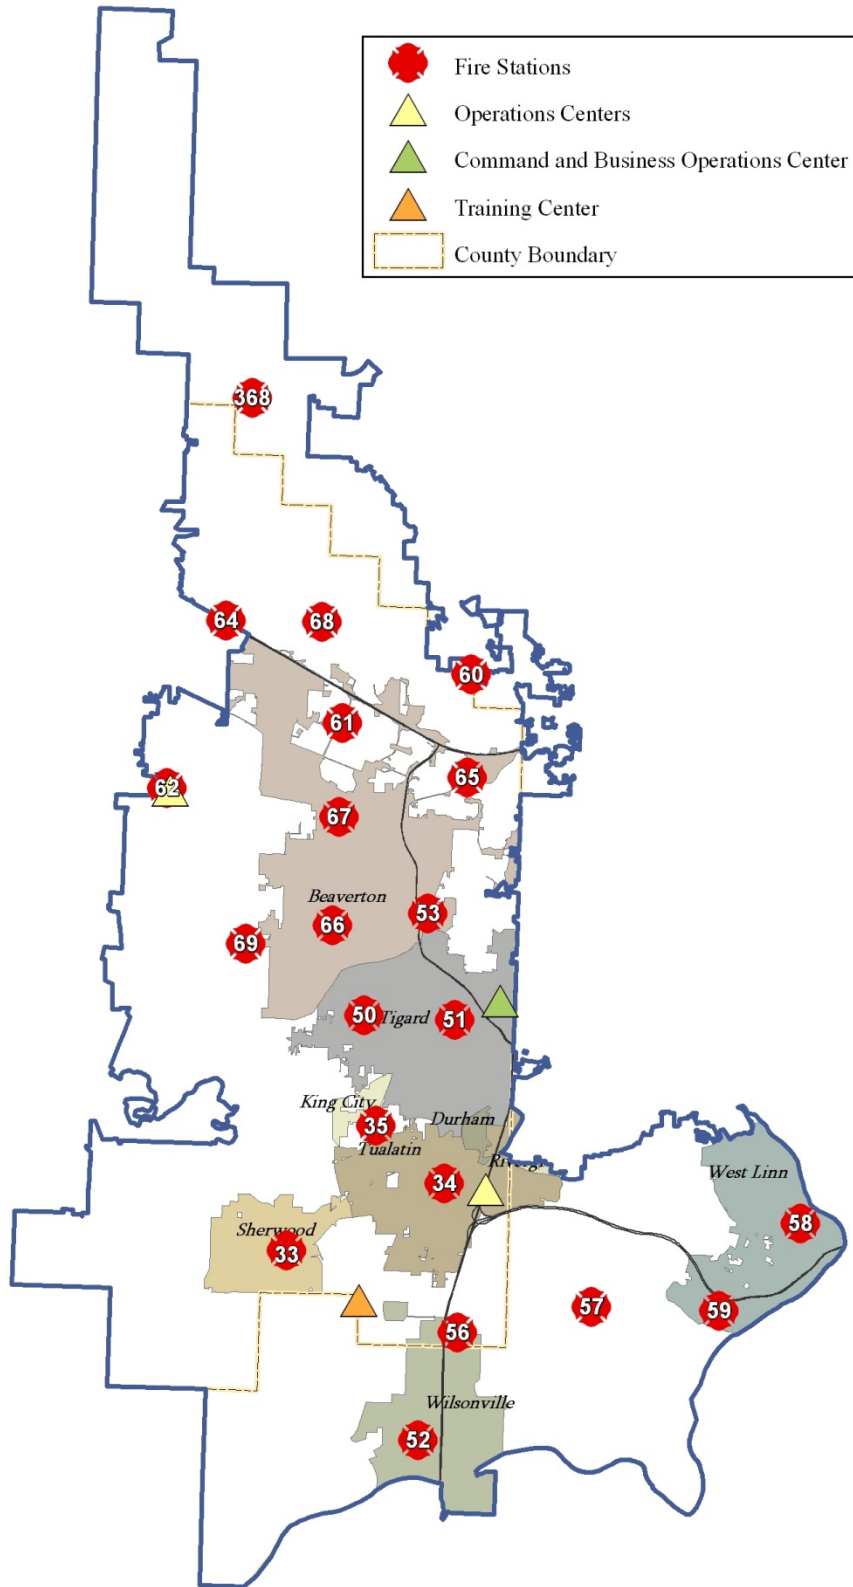 Fire Stations
Operations Centers
Command and Business Operations Center
Training Center
County Boundary
368
64
68
60
61
65
62
67
Beaverton
53
66
69
50
Tigard
51
King City
35
Durham
Tualatin
West Linn
34
58
Sherwood
33
57
59
56
Wilsonville
52